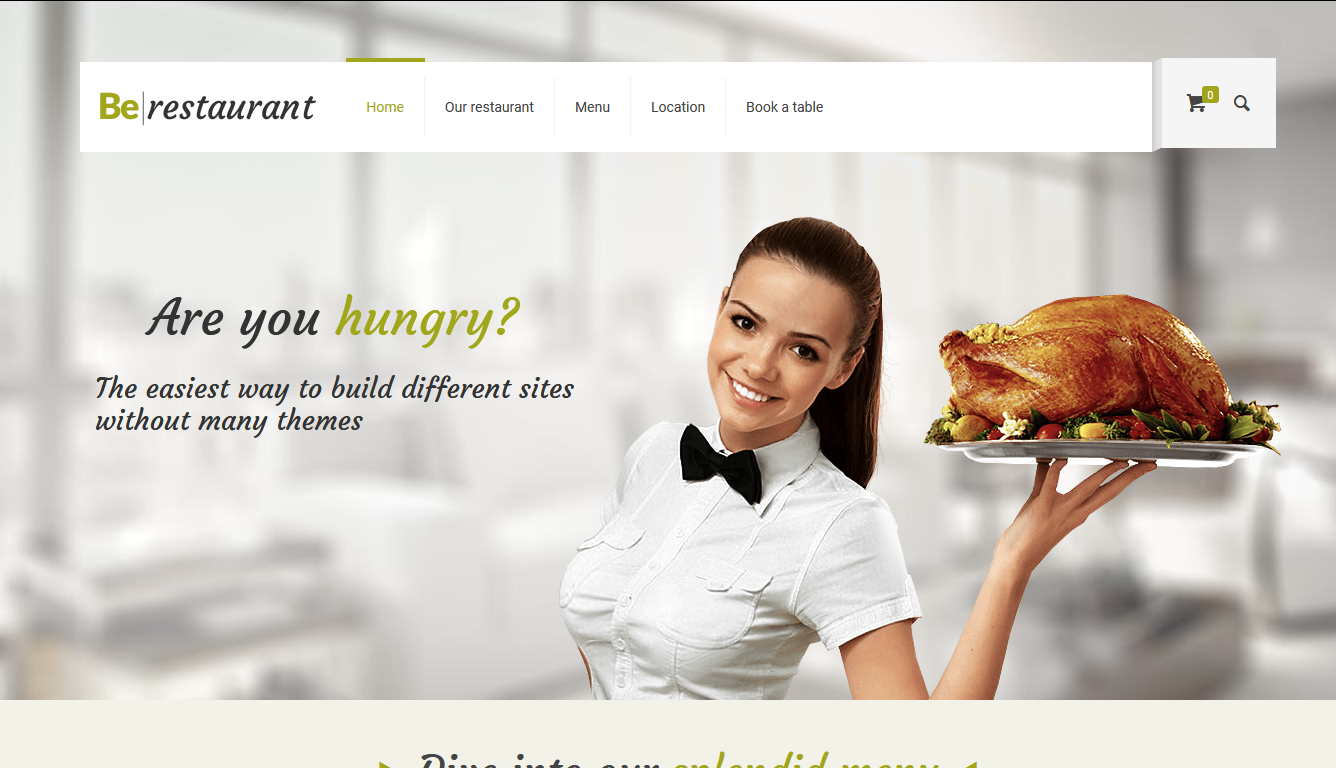 Be restaurant
Home
Our restaurant
Menu
Location
Book a table
0
Are you hungry?
The easiest way to build different sites
without many themes
Dive into our splendid menu